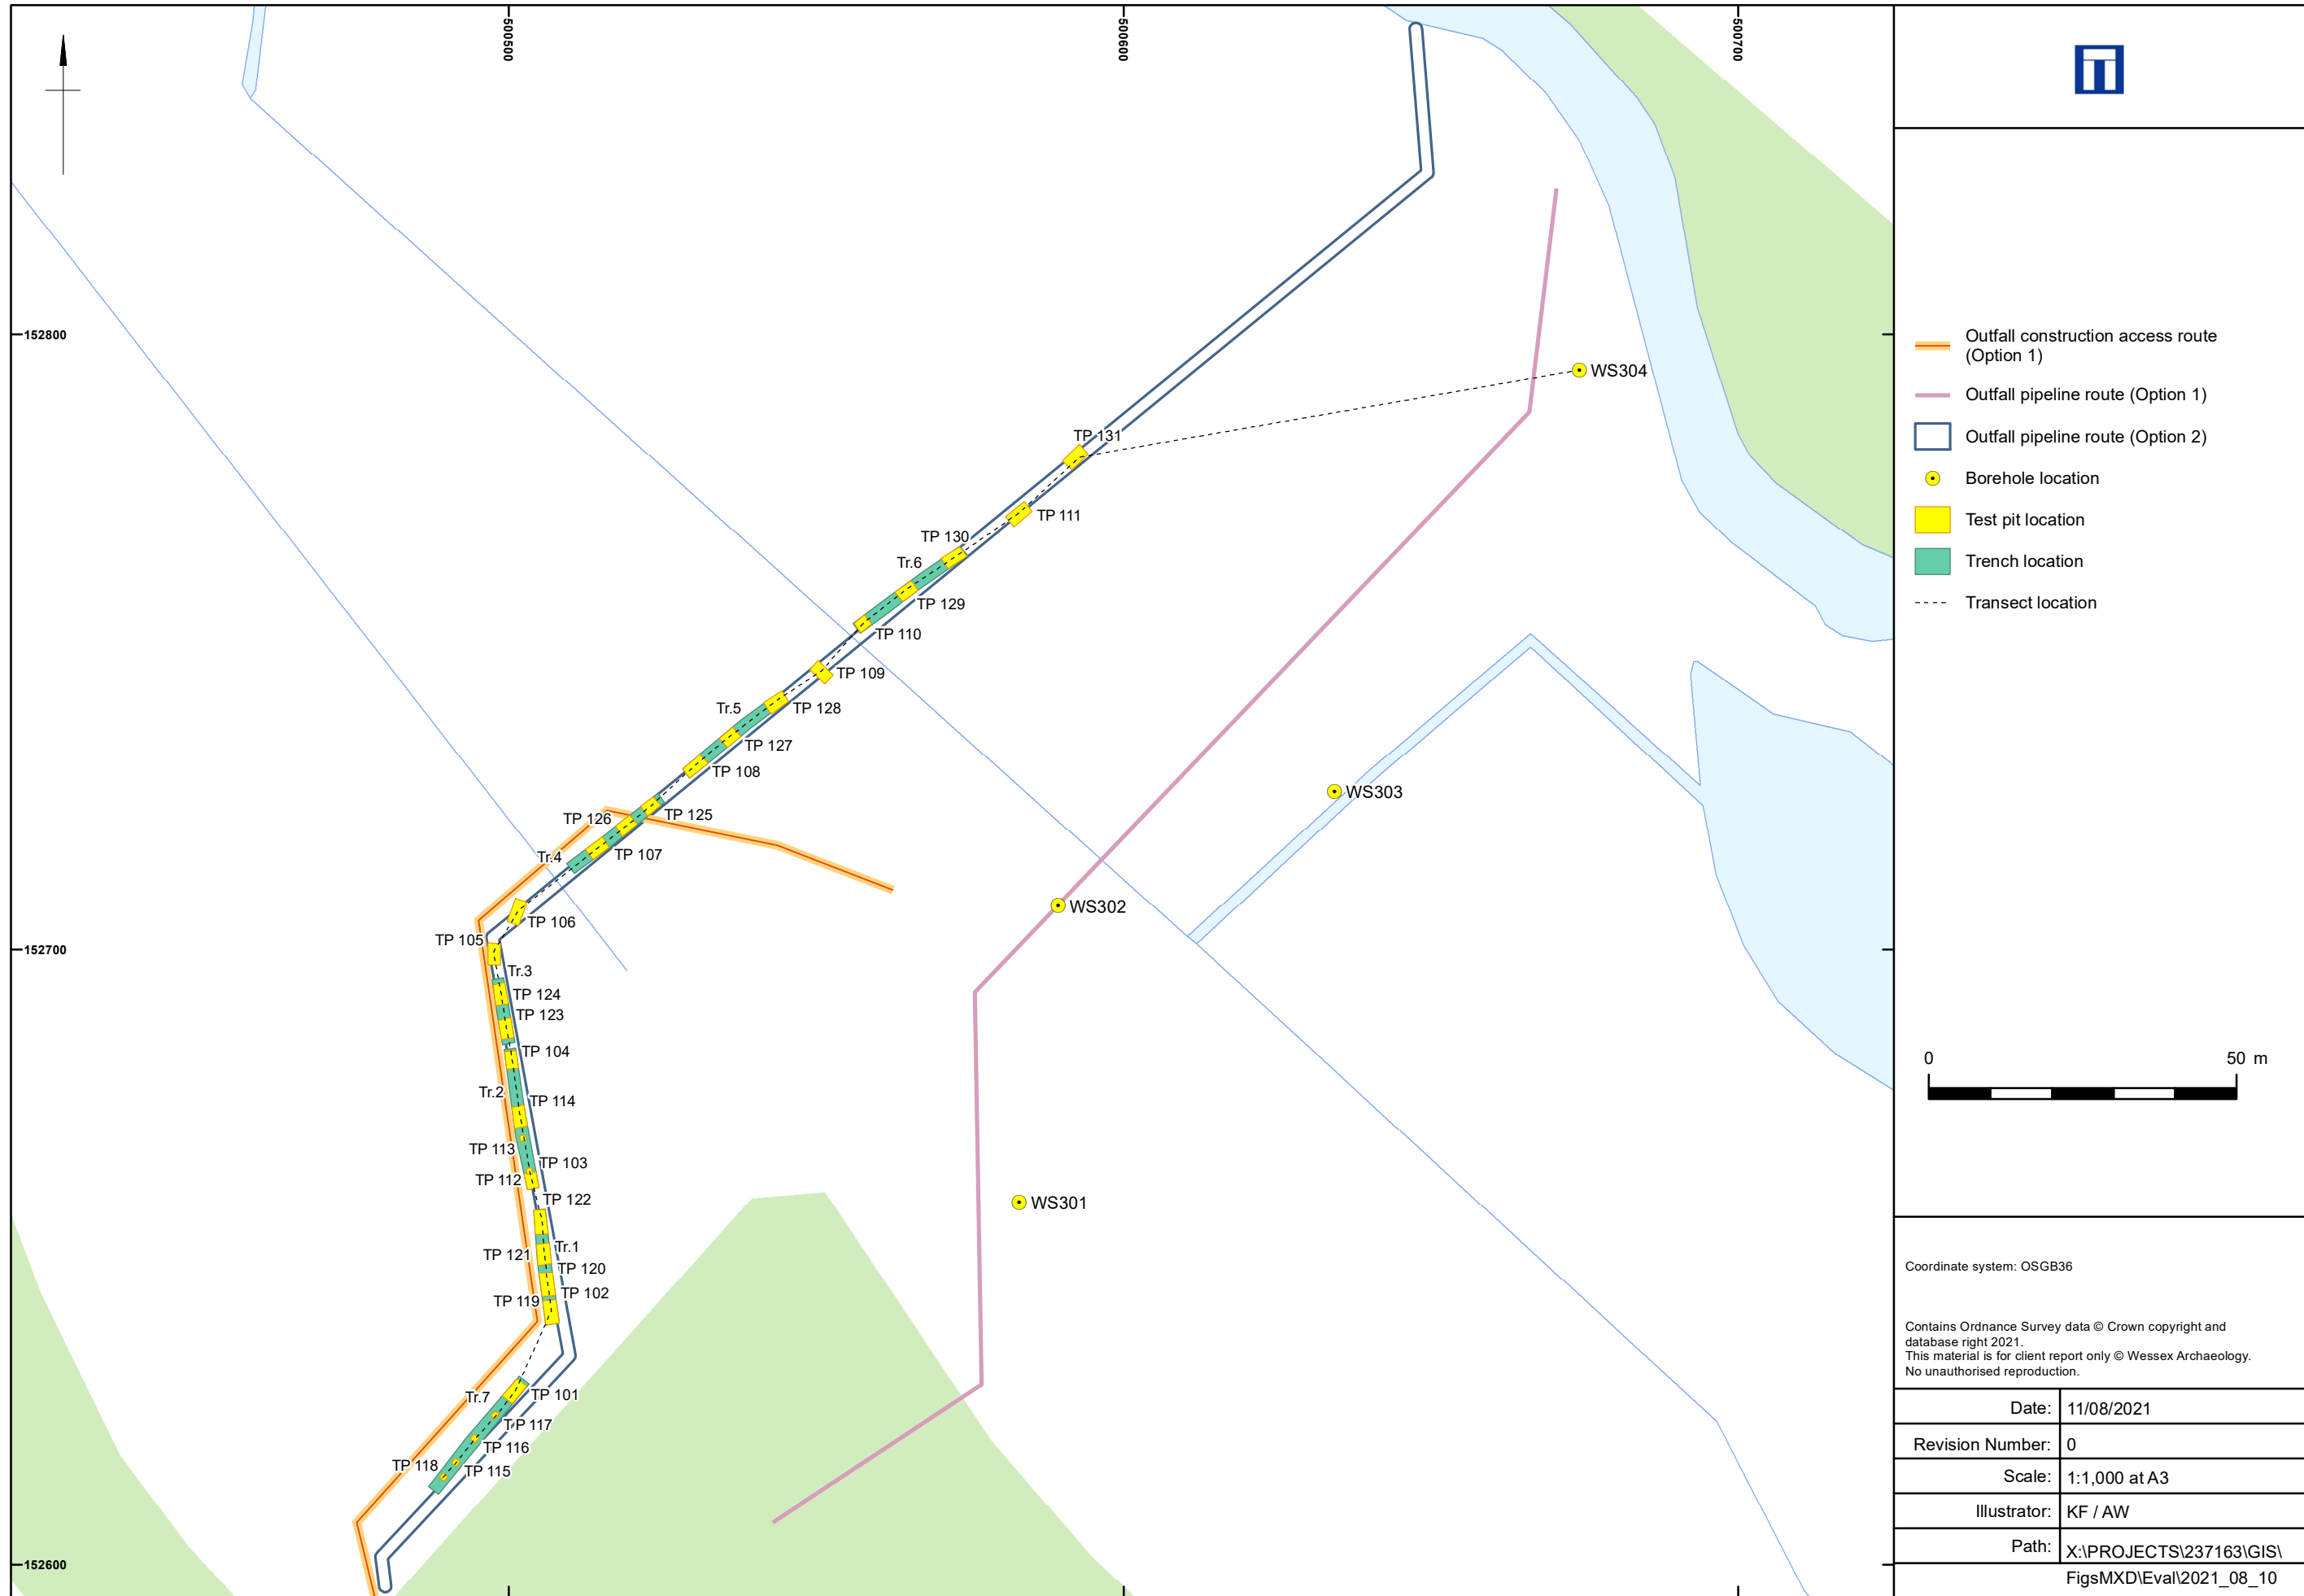 500500
500600
500700
152800
152700
152600
WS304
TP 131
TP 111
TP 130
Tr.6
TP 129
TP 110
TP 109
Tr.5
TP 128
TP 127
TP 108
TP 126
TP 125
Tr.4
TP 107
TP 106
TP 105
Tr.3
TP 124
TP 123
TP 104
Tr.2
TP 114
TP 113
TP 103
TP 112
TP 122
TP 121
Tr.1
TP 120
TP 119
TP 102
Tr.7
TP 101
TP 117
TP 116
TP 118
TP 115
WS303
WS302
WS301
Outfall construction access route
(Option 1)
Outfall pipeline route (Option 1)
Outfall pipeline route (Option 2)
Borehole location
Test pit location
Trench location
Transect location
0 50 m
Coordinate system: OSGB36
Contains Ordnance Survey data © Crown copyright and
database right 2021.
This material is for client report only © Wessex Archaeology.
No unauthorised reproduction.
Date: 11/08/2021
Revision Number: 0
Scale: 1:1,000 at A3
Illustrator: KF / AW
Path: X:\PROJECTS\237163\GIS\
FigsMXD\Eval\2021_08_10